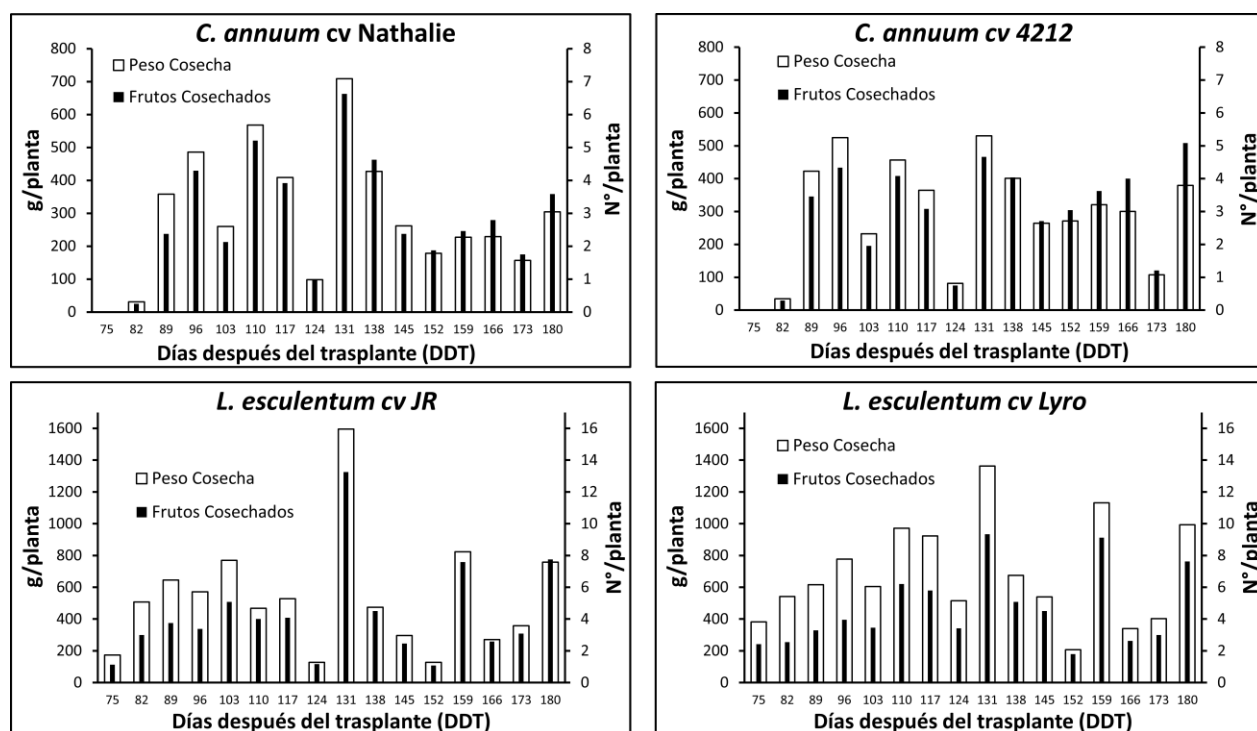 C. annuum cv Nathalie
800
700
600
500
400
300
200
100
0
g/planta
Peso Cosecha
Frutos Cosechados
8
7
6
5
4
3
2
1
0
N°/planta
75 82 89 96 103 110 117 124 131 138 145 152 159 166 173 180
Días después del trasplante (DDT)
C. annuum cv 4212
800
700
600
500
400
300
200
100
0
g/planta
Peso Cosecha
Frutos Cosechados
8
7
6
5
4
3
2
1
0
N°/planta
75 82 89 96 103 110 117 124 131 138 145 152 159 166 173 180
Días después del trasplante (DDT)
L. esculentum cv JR
1600
1400
1200
1000
800
600
400
200
0
g/planta
Peso Cosecha
Frutos Cosechados
16
14
12
10
8
6
4
2
0
N°/planta
75 82 89 96 103 110 117 124 131 138 145 152 159 166 173 180
Días después del trasplante (DDT)
L. esculentum cv Lyro
1600
1400
1200
1000
800
600
400
200
0
g/planta
Peso Cosecha
Frutos Cosechados
16
14
12
10
8
6
4
2
0
N°/planta
75 82 89 96 103 110 117 124 131 138 145 152 159 166 173 180
Días después del trasplante (DDT)